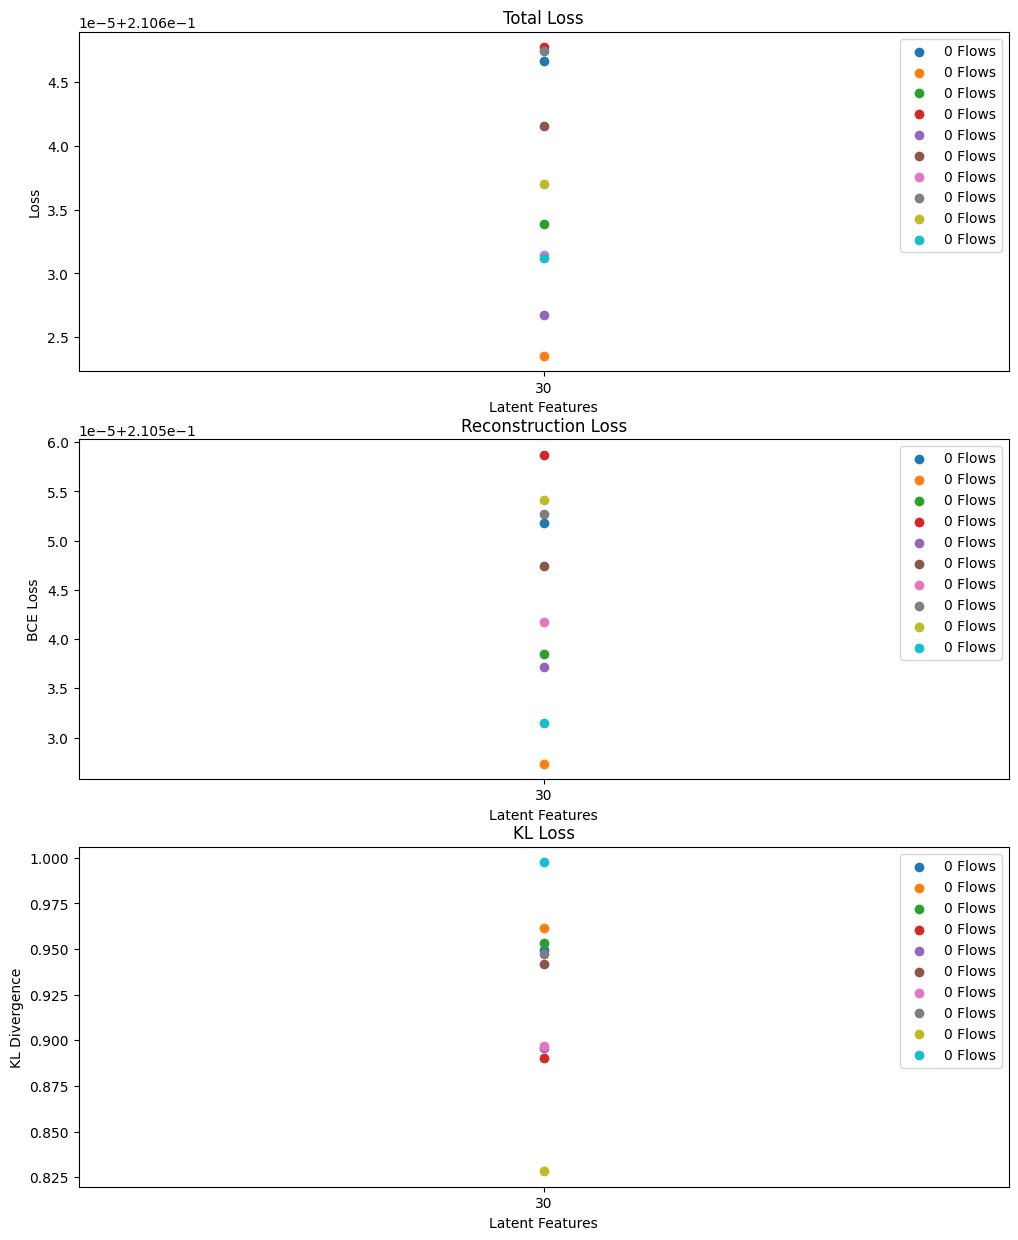 Total Loss
1e−5+2.106e−1
4.5
4.0
3.5
3.0
2.5
Loss
0 Flows
0 Flows
0 Flows
0 Flows
0 Flows
0 Flows
0 Flows
0 Flows
0 Flows
0 Flows
30
Latent Features
Reconstruction Loss
1e−5+2.105e−1
6.0
5.5
5.0
4.5
4.0
3.5
3.0
BCE Loss
0 Flows
0 Flows
0 Flows
0 Flows
0 Flows
0 Flows
0 Flows
0 Flows
0 Flows
0 Flows
30
Latent Features
KL Loss
1.000
0.975
0.950
0.925
0.900
0.875
0.850
0.825
KL Divergence
0 Flows
0 Flows
0 Flows
0 Flows
0 Flows
0 Flows
0 Flows
0 Flows
0 Flows
0 Flows
30
Latent Features